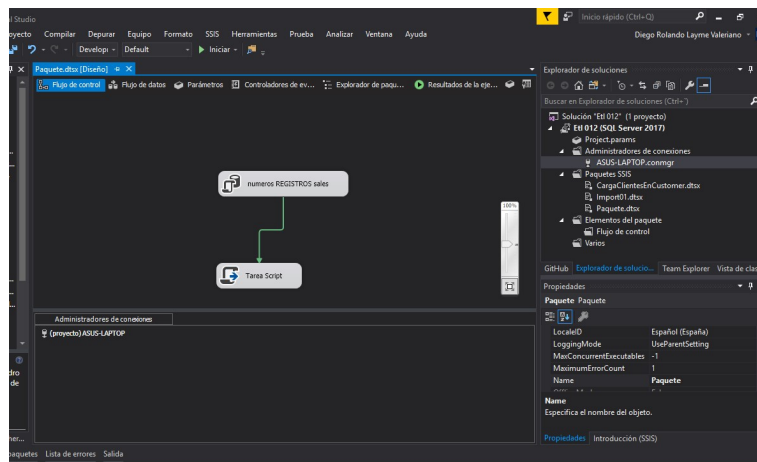 al Studio
Inicio rápido (Ctrl+Q)
oyecto Compilar Depurar Equipo Formato SSIS Herramientas Prueba Analizar Ventana Ayuda
Diego Rolando Layme Valeriano
Develop Default Iniciar
Paquete.dtsx [Diseño]
Flujo de control Flujo de datos Parámetros Controladores de ev... Explorador de paqu... Resultados de la eje...
numeros REGISTROS sales
Tarea Script
100%
Administradores de conexiones
(proyecto) ASUS-LAPTOP
Explorador de soluciones
Buscar en Explorador de soluciones (Ctrl+´)
Solución "Etl 012" (1 proyecto)
Etl 012 (SQL Server 2017)
Project.params
Administradores de conexiones
ASUS-LAPTOP.conmgr
Paquetes SSIS
CargaClientesEnCustomer.dtsx
Import01.dtsx
Paquete.dtsx
Elementos del paquete
Flujo de control
Varios
GitHub Explorador de solucio... Team Explorer Vista de clas
Propiedades
Paquete Paquete
LocaleID Español (España)
LoggingMode UseParentSetting
MaxConcurrentExecutables -1
MaximumErrorCount 1
Name Paquete
Name
Especifica el nombre del objeto.
Propiedades Introducción (SSIS)
dro
de
ner...
paquetes Lista de errores Salida